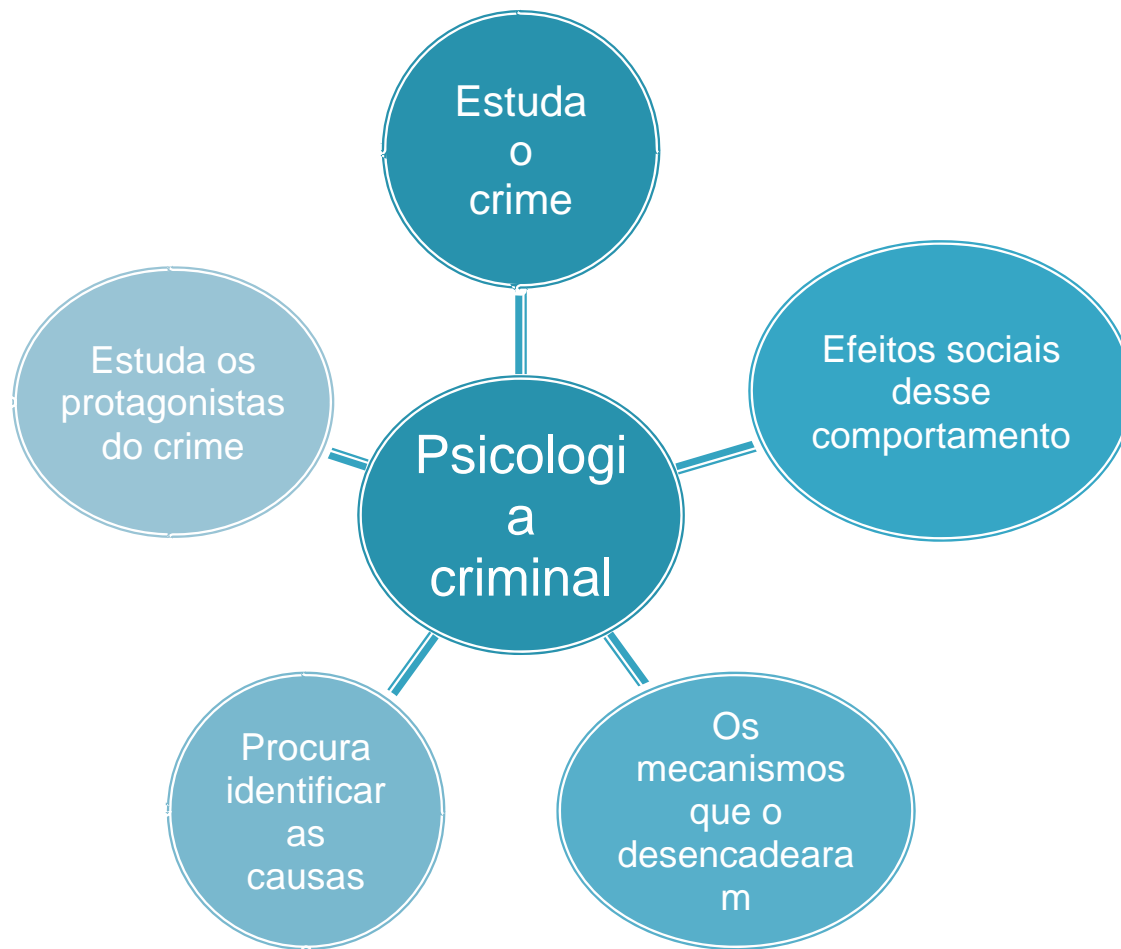 Estuda
o
crime
Efeitos sociais
desse
comportamento
Os
mecanismos
que o
desencadeara
m
Procura
identificar
as
causas
Estuda os
protagonistas
do crime
Psicologi
a
criminal